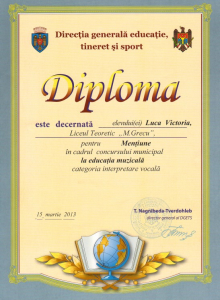 Direcția generală educație,
tineret și sport
Diploma
este decernată elevului(ei) Luca Victoria,
Liceul Teoretic „M.Grecu”,
pentru Mențiune
în cadrul concursului municipal
la educația muzicală
categoria interpretare vocală
15 martie 2013
T. Nagnibeda-Tverdohleb
director general al DGETS